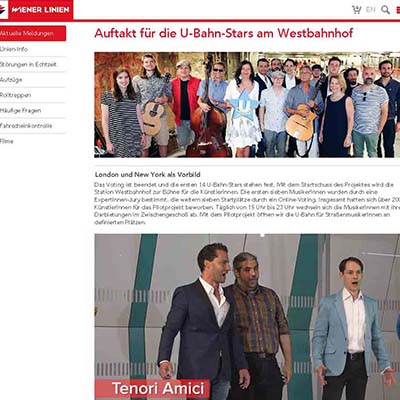 WIENER LINIEN
EN
Aktuelle Meldungen
Linien-Info
Störungen in Echtzeit
Aufzüge
Rolltreppen
Häufige Fragen
Fahrscheinkontrolle
Filme
Auftakt für die U-Bahn-Stars am Westbahnhof
London und New York als Vorbild
Das Voting ist beendet und die ersten 14 U-Bahn-Stars stehen fest. Mit dem Startschuss des Projektes wird die
Station Westbahnhof zur Bühne für die KünstlerInnen. Die ersten sieben MusikerInnen wurden durch eine
ExpertInnen-Jury bestimmt, die weitern sieben Startplätze durch ein Online-Voting. Insgesamt hatten sich über 200
KünstlerInnen für das Pilotprojekt beworben. Täglich von 15 Uhr bis 23 Uhr wechseln sich die MusikerInnen mit ihre
Darbietungen im Zwischengeschoß ab. Mit dem Pilotprojekt öffnen wir die U-Bahn für StraßenmusikerInnen an
definierten Plätzen.
Tenori Amici